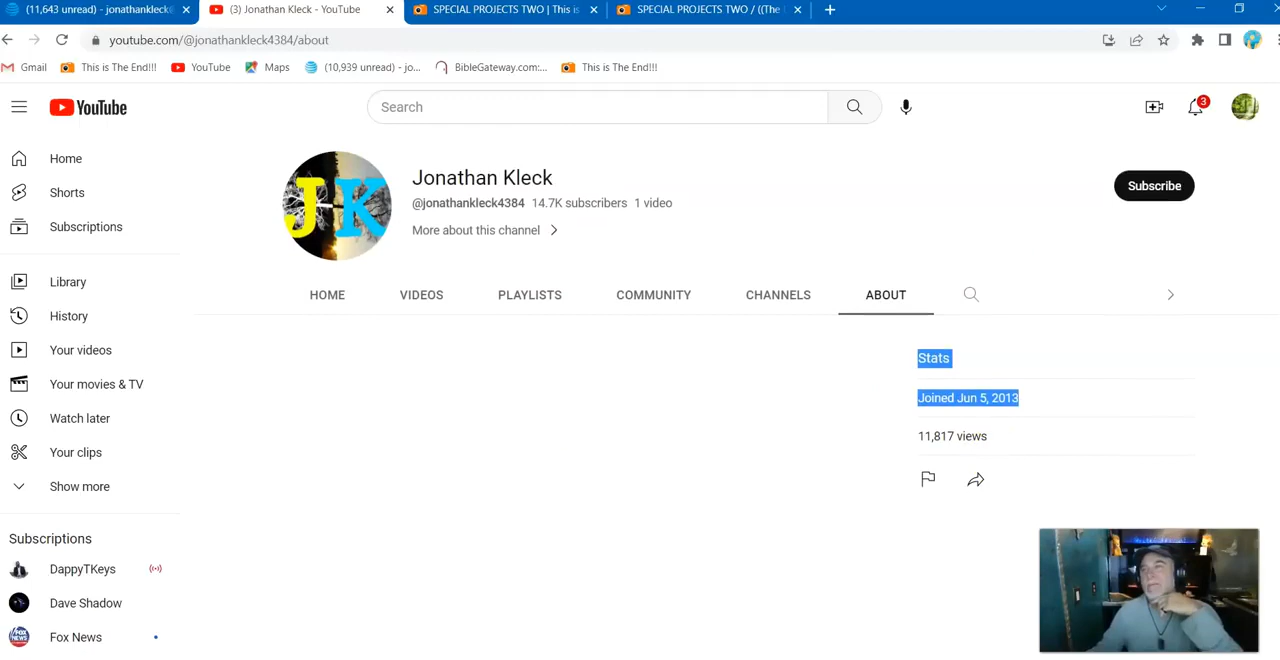 (11,643 unread) - jonathankleck@
(3) Jonathan Kleck - YouTube
SPECIAL PROJECTS TWO | This is
SPECIAL PROJECTS TWO / ((The
youtube.com/@jonathankleck4384/about
Gmail
This is The End!!!
YouTube
Maps
(10,939 unread) - jo...
BibleGateway.com:...
This is The End!!!
YouTube
Search
3
Home
Shorts
Subscriptions
Library
History
Your videos
Your movies & TV
Watch later
Your clips
Show more
Subscriptions
DappyTKeys
Dave Shadow
Fox News
JK
Jonathan Kleck
@jonathankleck4384 14.7K subscribers 1 video
More about this channel
Subscribe
HOME VIDEOS PLAYLISTS COMMUNITY CHANNELS ABOUT
Stats
Joined Jun 5, 2013
11,817 views